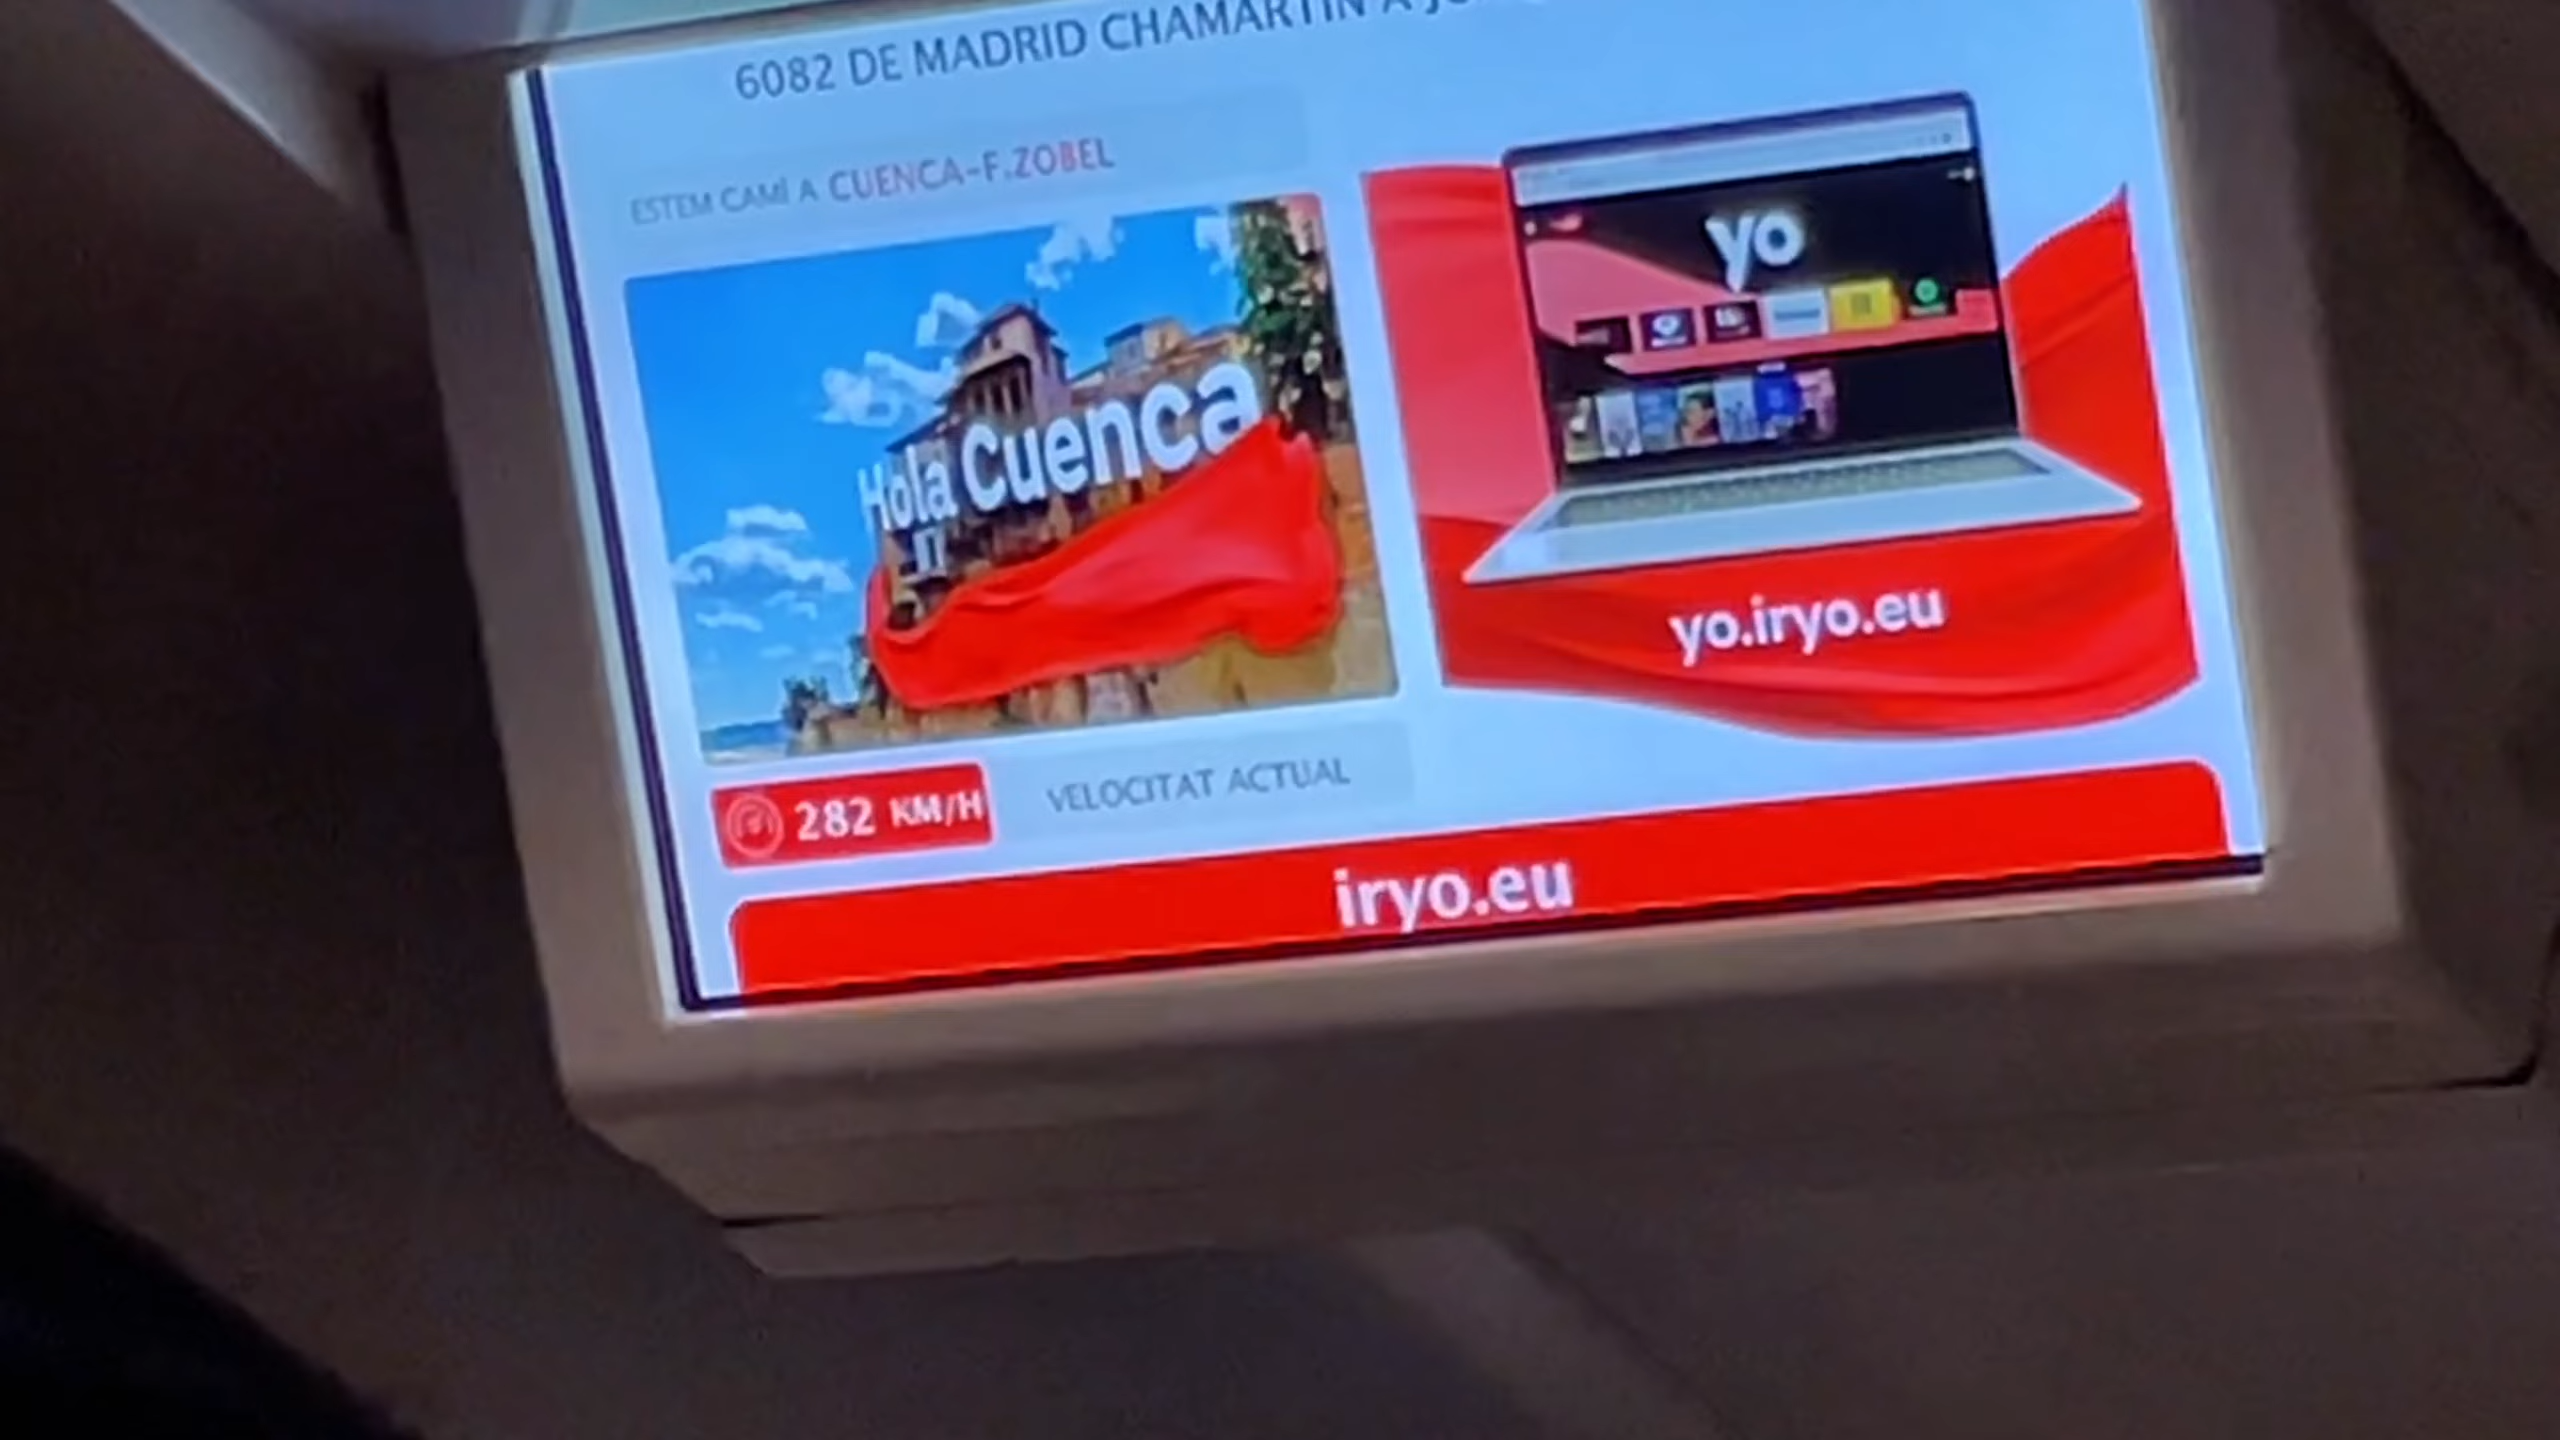 6082 DE MADRID CHAMARTIN A
ESTEM CAMÍ A CUENCA-F.ZOBEL
Hola Cuenca
yo
yo.iryo.eu
282 KM/H
VELOCITAT ACTUAL
iryo.eu